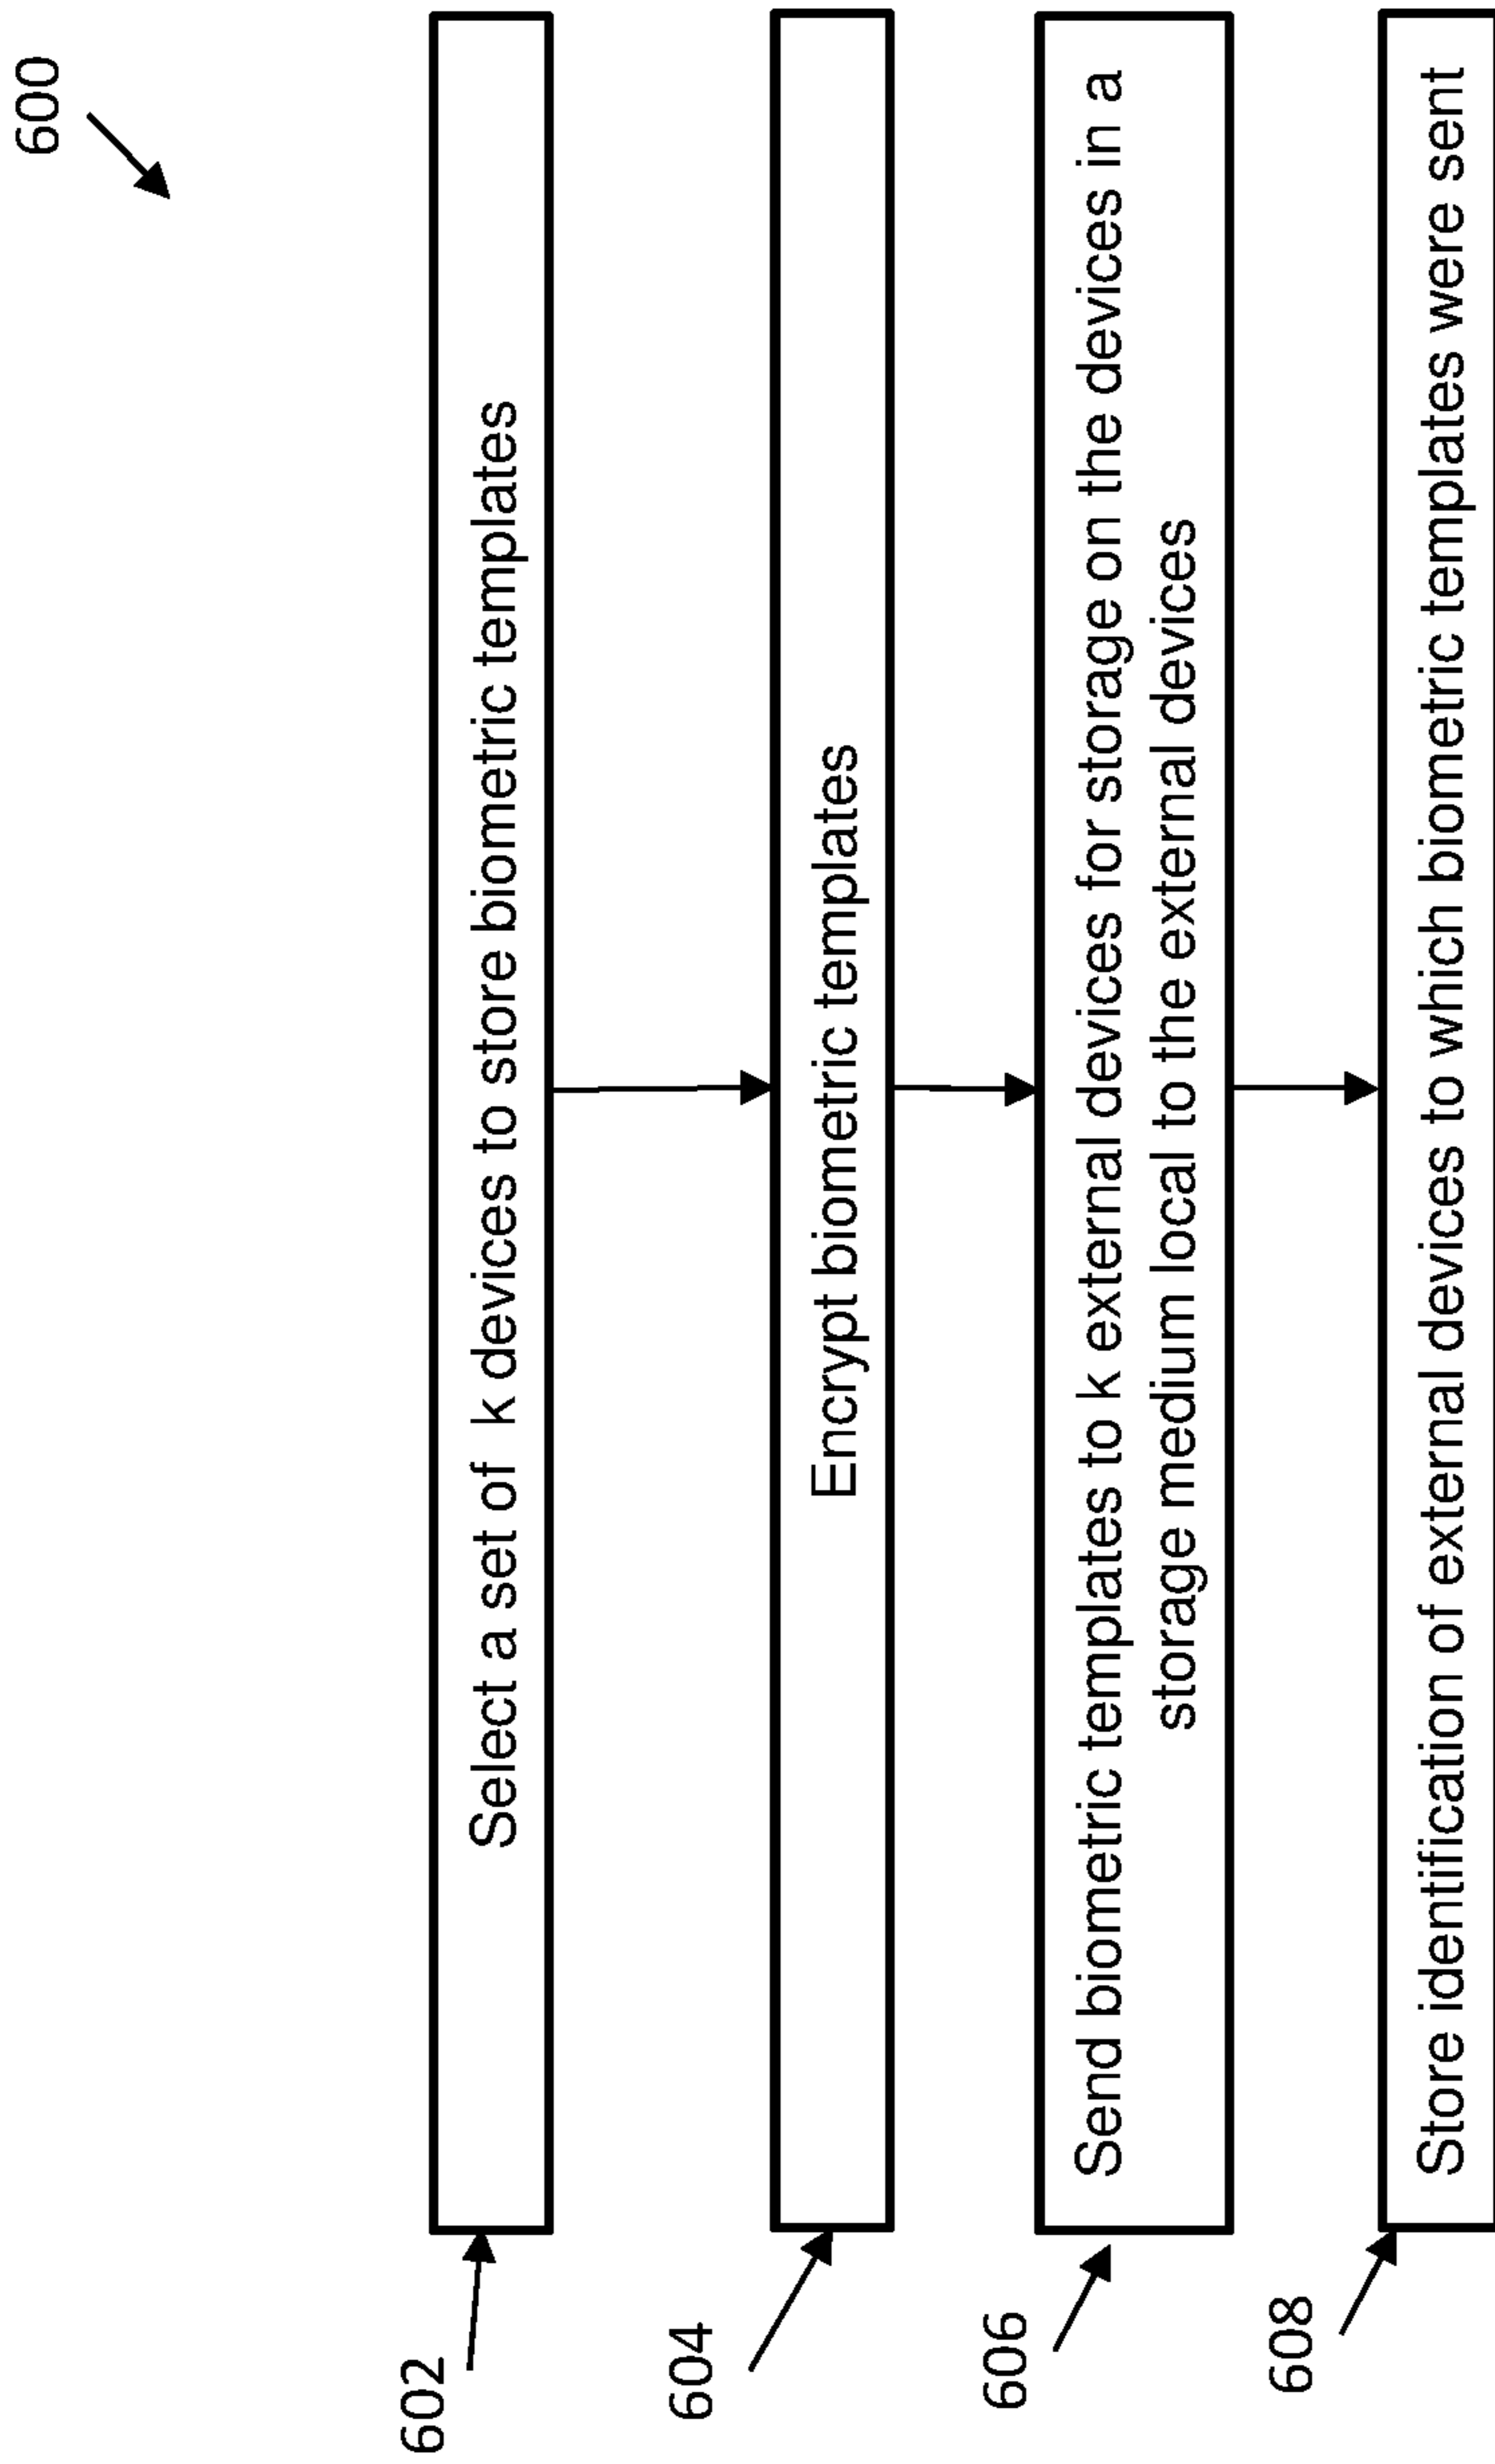 600
602
Select a set of k devices to store biometric templates
604
Encrypt biometric templates
606
Send biometric templates to k external devices for storage on the devices in a
storage medium local to the external devices
608
Store identification of external devices to which biometric templates were sent